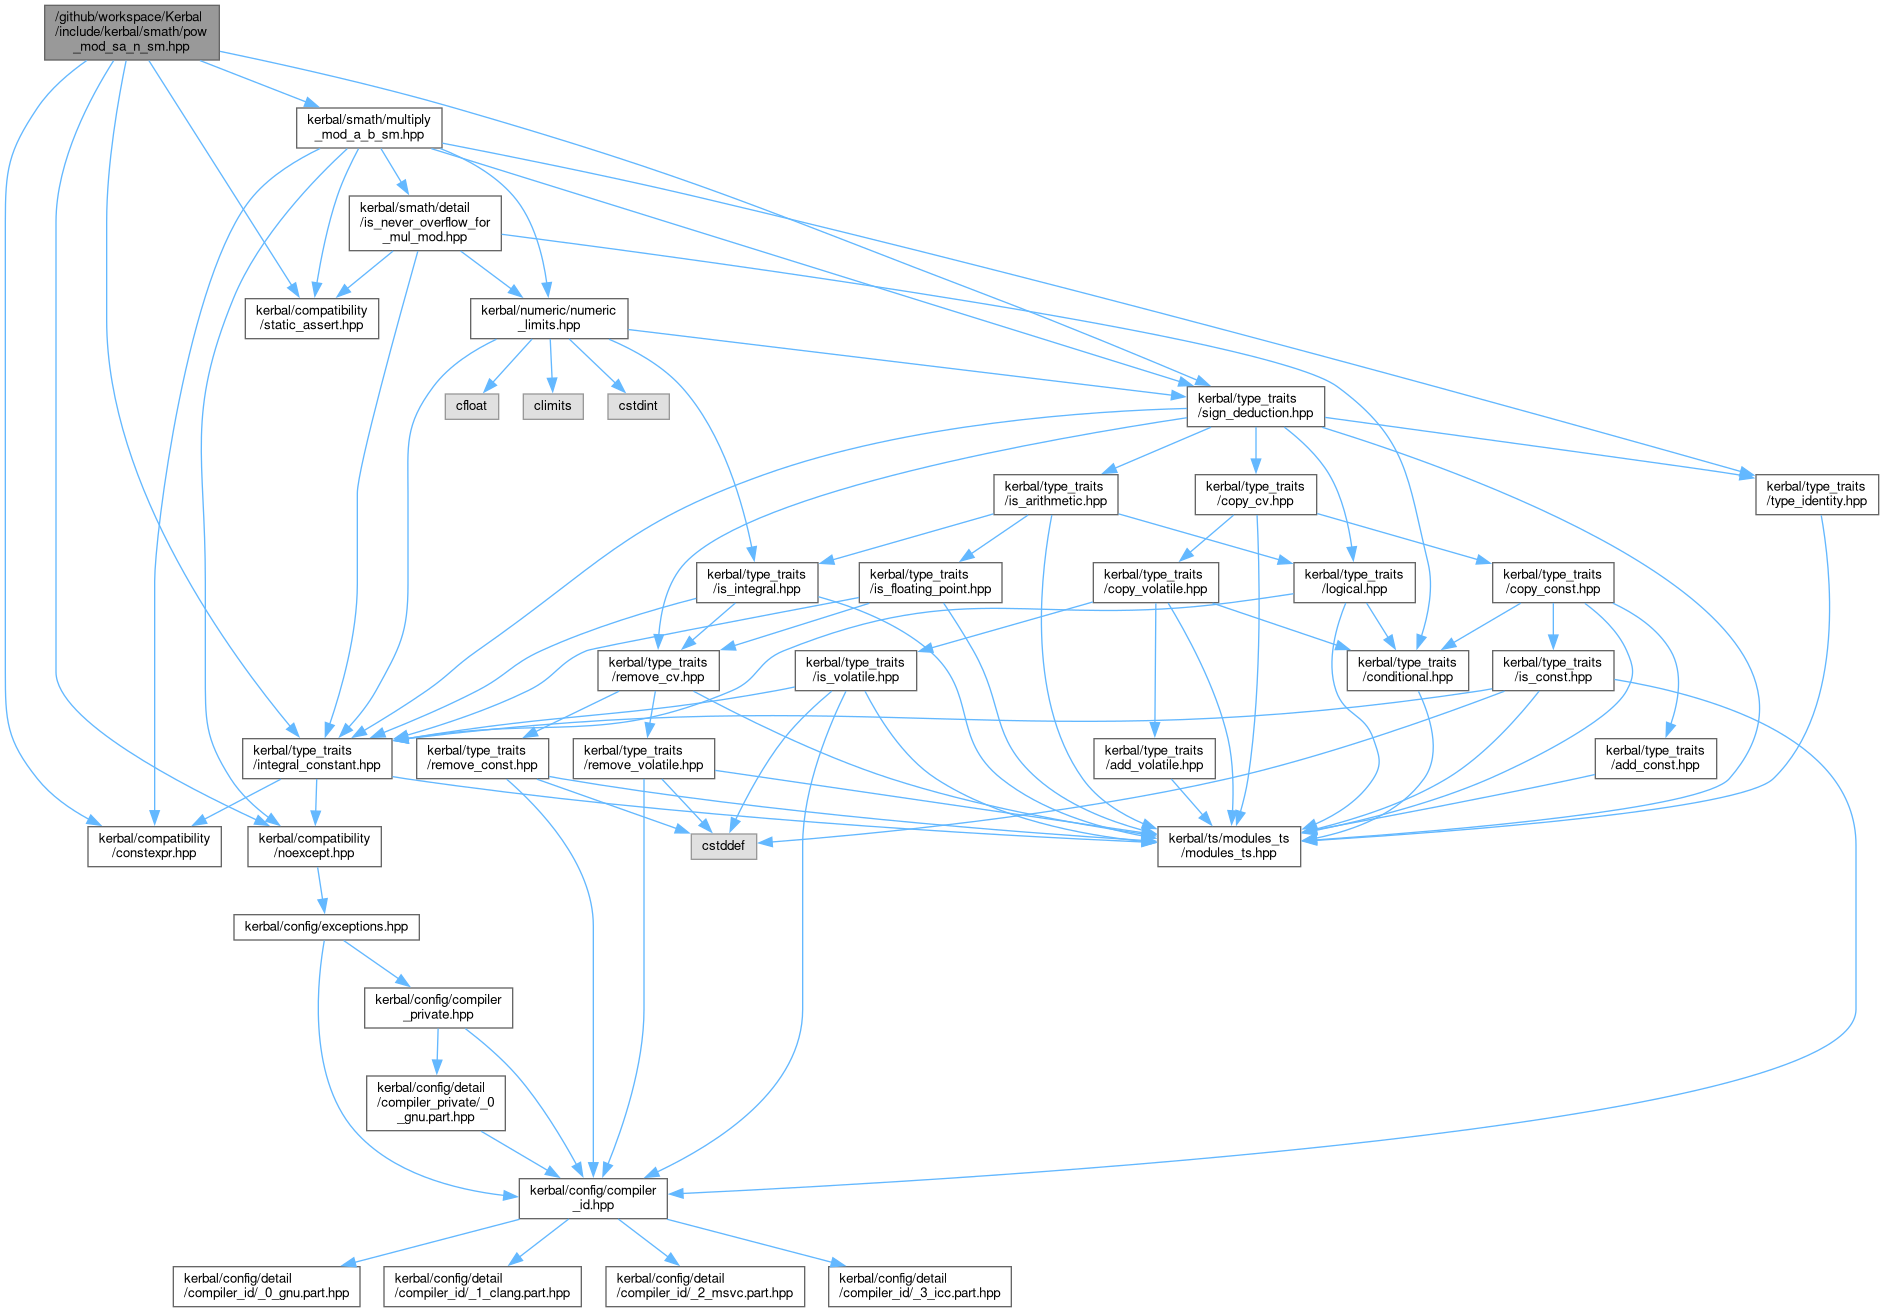 /github/workspace/Kerbal
/include/kerbal/smath/pow
_mod_sa_n_sm.hpp
kerbal/smath/multiply
_mod_a_b_sm.hpp
kerbal/smath/detail
/is_never_overflow_for
_mul_mod.hpp
kerbal/compatibility
/static_assert.hpp
kerbal/numeric/numeric
_limits.hpp
cfloat
climits
cstdint
kerbal/type_traits
/sign_deduction.hpp
kerbal/type_traits
/is_arithmetic.hpp
kerbal/type_traits
/copy_cv.hpp
kerbal/type_traits
/type_identity.hpp
kerbal/type_traits
/is_integral.hpp
kerbal/type_traits
/is_floating_point.hpp
kerbal/type_traits
/copy_volatile.hpp
kerbal/type_traits
/logical.hpp
kerbal/type_traits
/copy_const.hpp
kerbal/type_traits
/remove_cv.hpp
kerbal/type_traits
/is_volatile.hpp
kerbal/type_traits
/conditional.hpp
kerbal/type_traits
/is_const.hpp
kerbal/type_traits
/integral_constant.hpp
kerbal/type_traits
/remove_const.hpp
kerbal/type_traits
/remove_volatile.hpp
kerbal/type_traits
/add_volatile.hpp
kerbal/type_traits
/add_const.hpp
kerbal/compatibility
/constexpr.hpp
kerbal/compatibility
/noexcept.hpp
cstddef
kerbal/ts/modules_ts
/modules_ts.hpp
kerbal/config/exceptions.hpp
kerbal/config/compiler
_private.hpp
kerbal/config/detail
/compiler_private/_0
_gnu.part.hpp
kerbal/config/compiler
_id.hpp
kerbal/config/detail
/compiler_id/_0_gnu.part.hpp
kerbal/config/detail
/compiler_id/_1_clang.part.hpp
kerbal/config/detail
/compiler_id/_2_msvc.part.hpp
kerbal/config/detail
/compiler_id/_3_icc.part.hpp